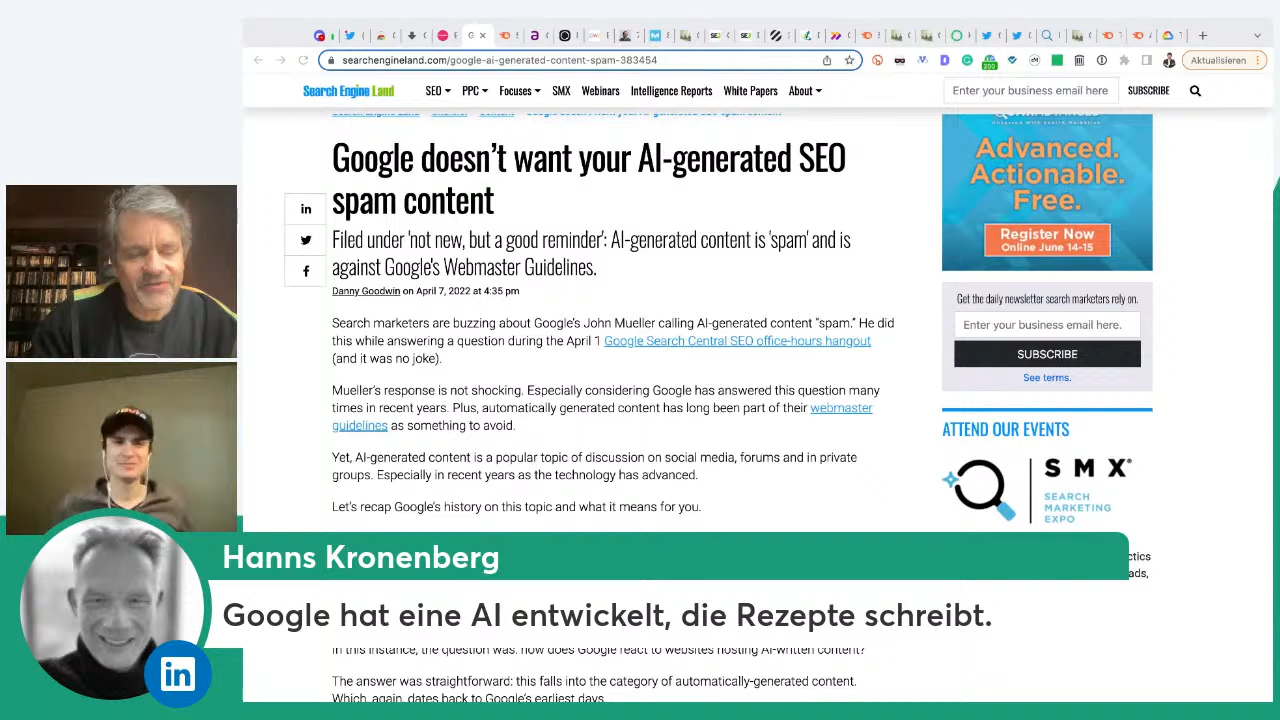 searchengineland.com/google-ai-generated-content-spam-383454
Aktualisieren
200
Search Engine Land
SEO
PPC
Focuses
SMX
Webinars
Intelligence Reports
White Papers
About
Enter your business email here
SUBSCRIBE
Google doesn't want your AI-generated SEO
spam content
Filed under 'not new, but a good reminder': AI-generated content is 'spam' and is
against Google's Webmaster Guidelines.
Danny Goodwin on April 7, 2022 at 4:35 pm
Search marketers are buzzing about Google's John Mueller calling AI-generated content "spam." He did
this while answering a question during the April 1 Google Search Central SEO office-hours hangout
(and it was no joke).
Mueller's response is not shocking. Especially considering Google has answered this question many
times in recent years. Plus, automatically generated content has long been part of their webmaster
guidelines as something to avoid.
Yet, AI-generated content is a popular topic of discussion on social media, forums and in private
groups. Especially in recent years as the technology has advanced.
Let's recap Google's history on this topic and what it means for you.
Advanced.
Actionable.
Free.
Register Now
Online June 14-15
Get the daily newsletter search marketers rely on.
Enter your business email here.
SUBSCRIBE
See terms.
ATTEND OUR EVENTS
SMX
SEARCH
MARKETING
EXPO
Hanns Kronenberg
Google hat eine AI entwickelt, die Rezepte schreibt.
in
In this instance, the question was: how does Google react to websites hosting AI-written content?
The answer was straightforward: this falls into the category of automatically-generated content.
Which, again, dates back to Google's earliest days.